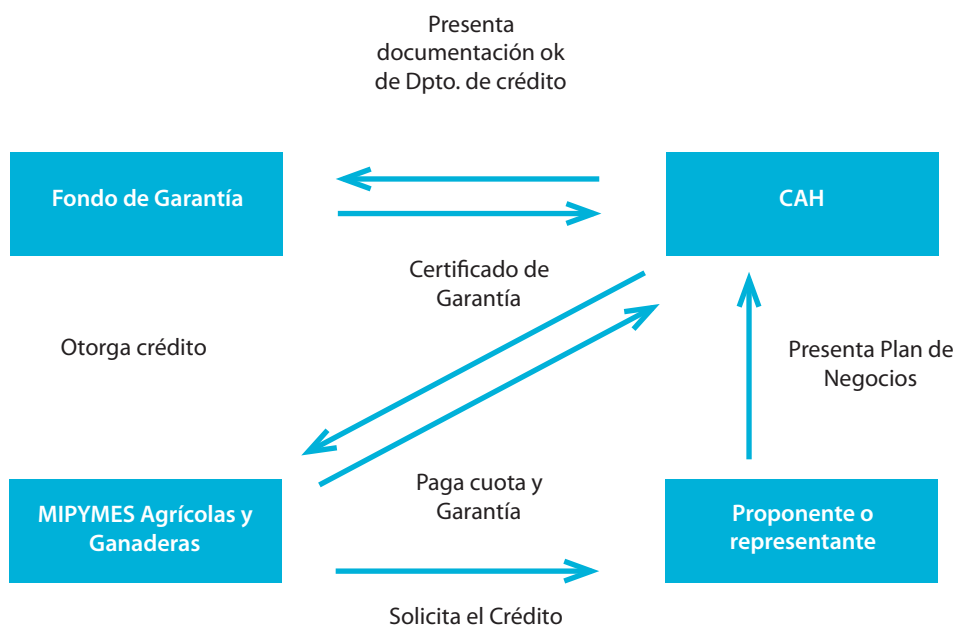 Presenta
documentación ok
de Dpto. de crédito
Fondo de Garantía
CAH
Certificado de
Garantía
Otorga crédito
Presenta Plan de
Negocios
Paga cuota y
Garantía
MIPYMES Agrícolas y
Ganaderas
Proponente o
representante
Solicita el Crédito